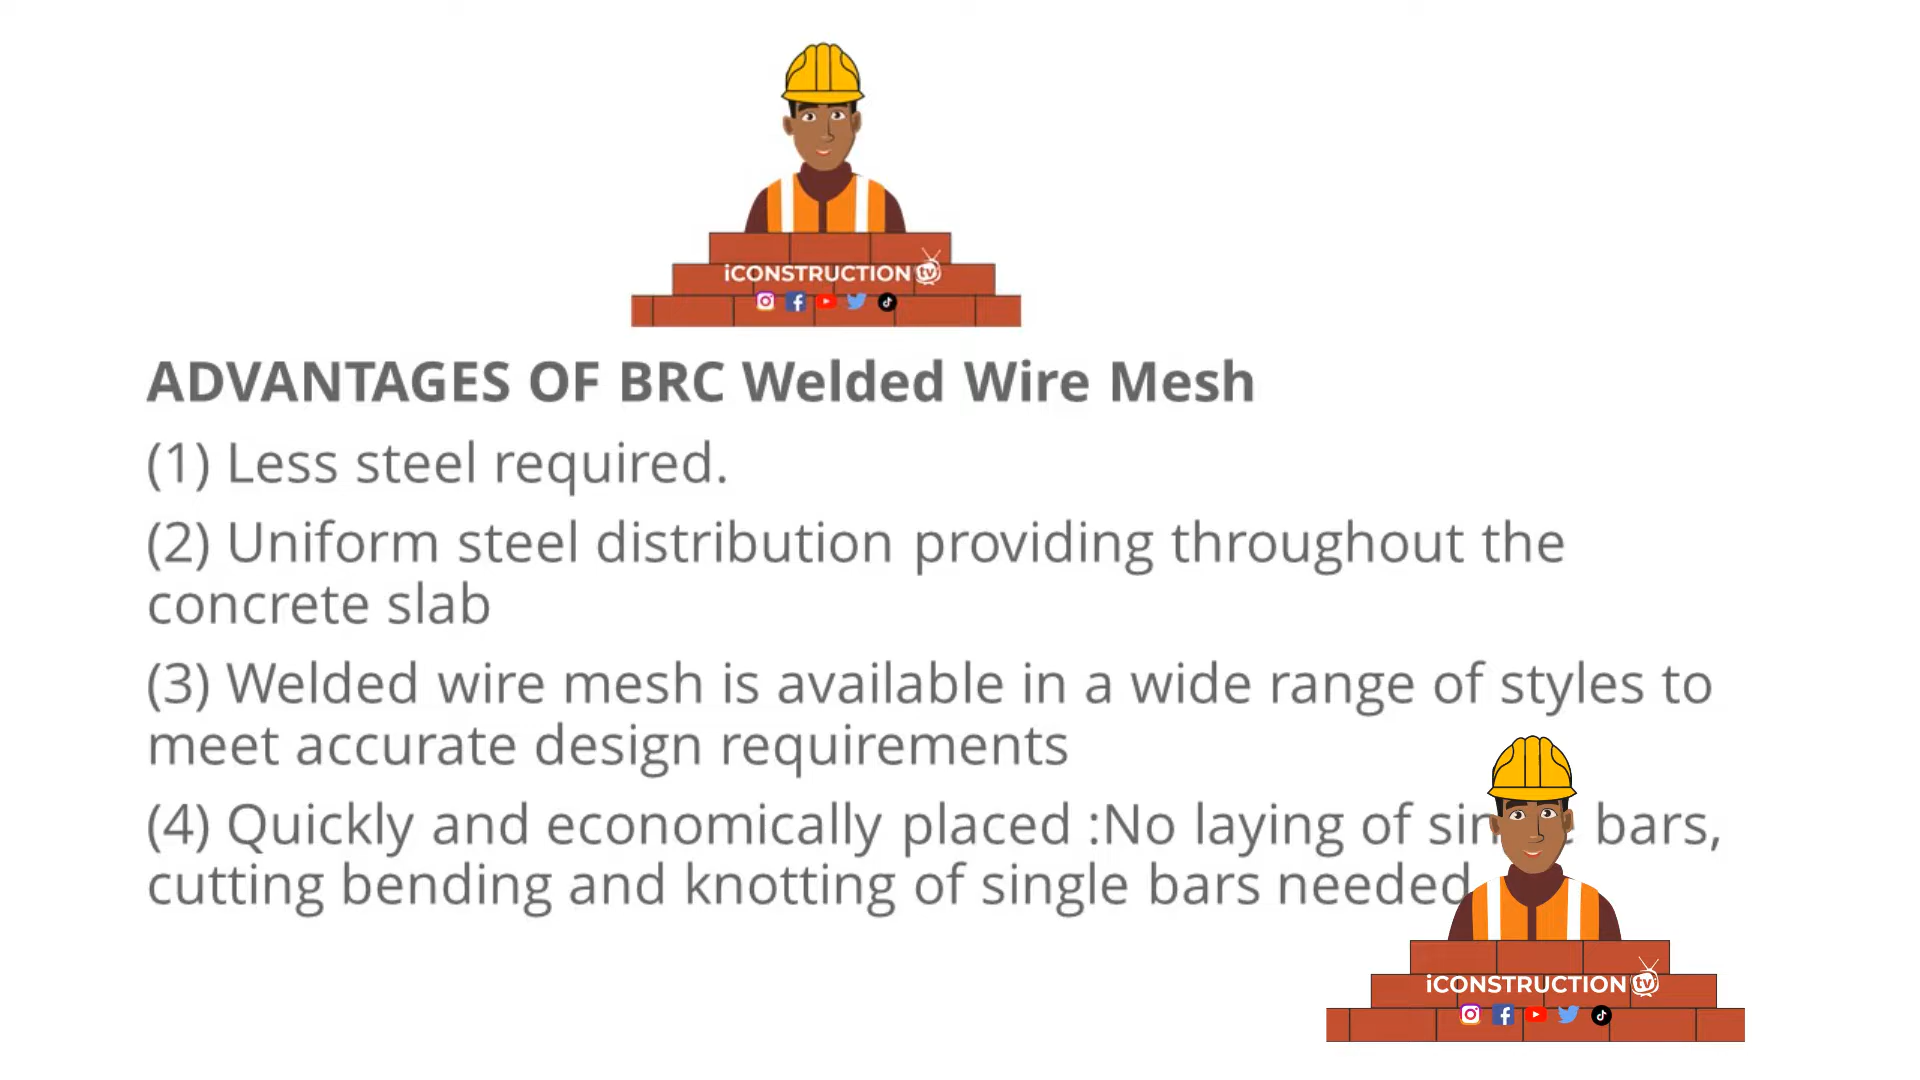 iCONSTRUCTION tv
ADVANTAGES OF BRC Welded Wire Mesh
(1) Less steel required.
(2) Uniform steel distribution providing throughout the
concrete slab
(3) Welded wire mesh is available in a wide range of styles to
meet accurate design requirements
(4) Quickly and economically placed :No laying of bars,
cutting bending and knotting of single bars needed
iCONSTRUCTION tv